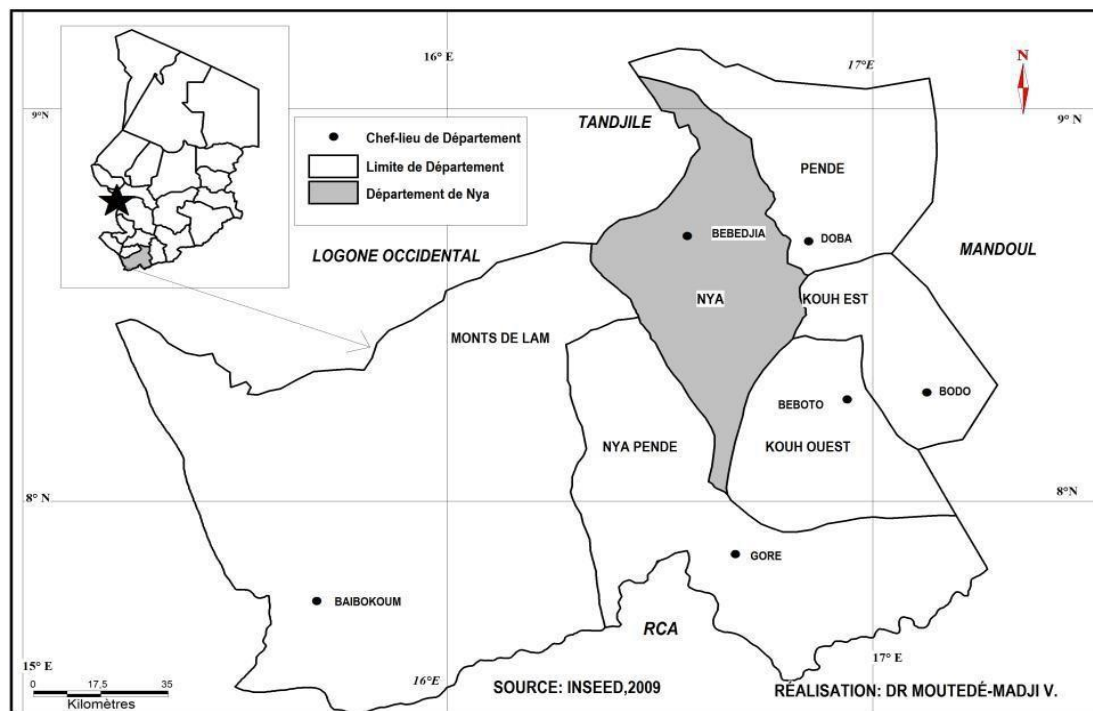 16° E
17°E
N
9°N
9° N
TANDJILE
Chef-lieu de Département
Limite de Département
Département de Nya
PENDE
BEBEDJIA
DOBA
LOGONE OCCIDENTAL
MANDOUL
NYA
KOUH EST
MONTS DE LAM
BODO
BEBOTO
NYA PENDE
KOUH OUEST
8° N
8°N
GORE
BAIBOKOUM
RCA
15° E
17° E
16°E
0 17,5 35
Kilomètres
SOURCE: INSEED,2009
RÉALISATION: DR MOUTEDÉ-MADJI V.